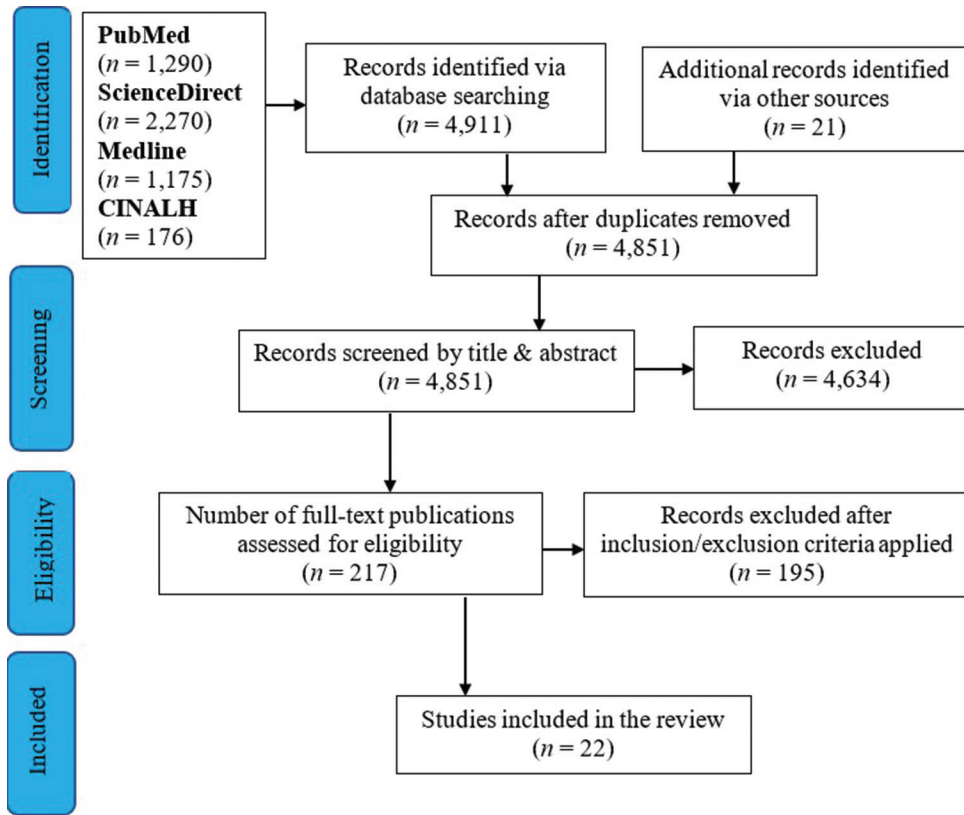 Identification
PubMed
(n = 1,290)
ScienceDirect
(n = 2,270)
Medline
(n = 1,175)
CINALH
(n = 176)
Records identified via
database searching
(n = 4,911)
Additional records identified
via other sources
(n = 21)
Records after duplicates removed
(n = 4,851)
Screening
Records screened by title & abstract
(n = 4,851)
Records excluded
(n = 4,634)
Eligibility
Number of full-text publications
assessed for eligibility
(n = 217)
Records excluded after
inclusion/exclusion criteria applied
(n = 195)
Included
Studies included in the review
(n = 22)